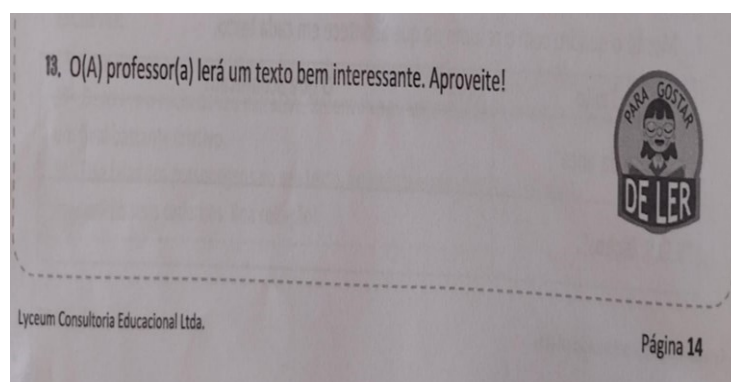 13. O(A) professor(a) lerá um texto bem interessante. Aproveite!
PARA GOSTAR
DE LER
Lyceum Consultoria Educacional Ltda.
Página 14